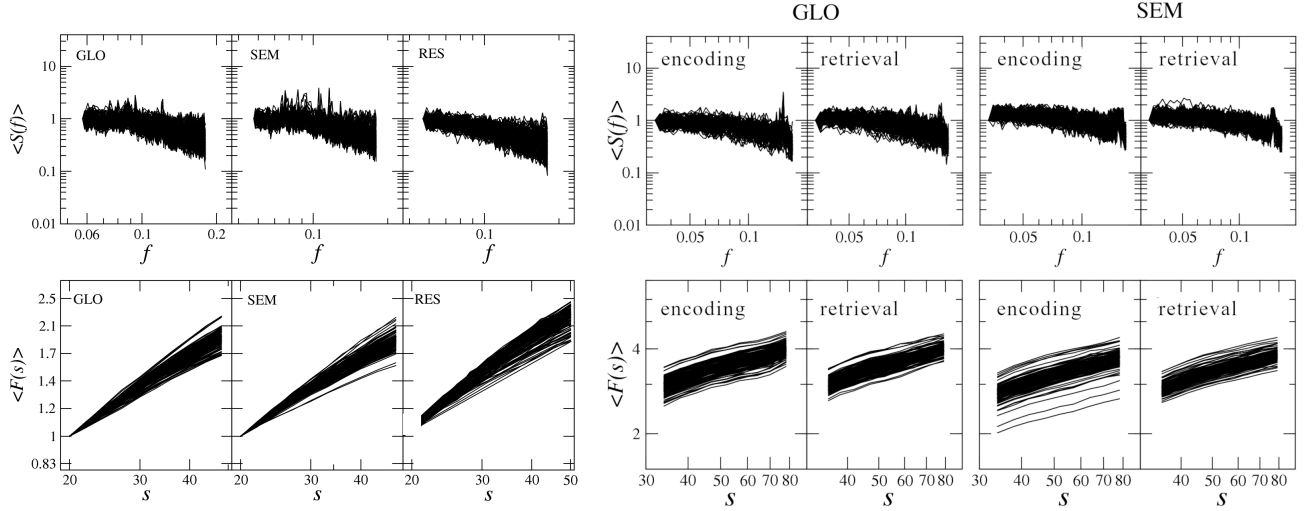 GLO SEM
GLO SEM RES encoding retrieval encoding retrieval
<S(f)> 10 1 0.1 0.01
0.06 0.1 0.2 0.1 0.1
f f f
<S(f)> 10 1 0.1 0.01
0.05 0.1 0.05 0.1 0.05 0.1 0.05 0.1
f f f f
GLO SEM RES
<F(s)> 2.5 2.1 1.7 1.4 1.2 1 0.83
20 30 40 20 30 40 20 30 40 50
s s s
encoding retrieval encoding retrieval
<F(s)> 4 2
30 40 50 60 70 80 40 50 60 70 80 30 40 50 60 70 80 40 50 60 70 80
s s s s